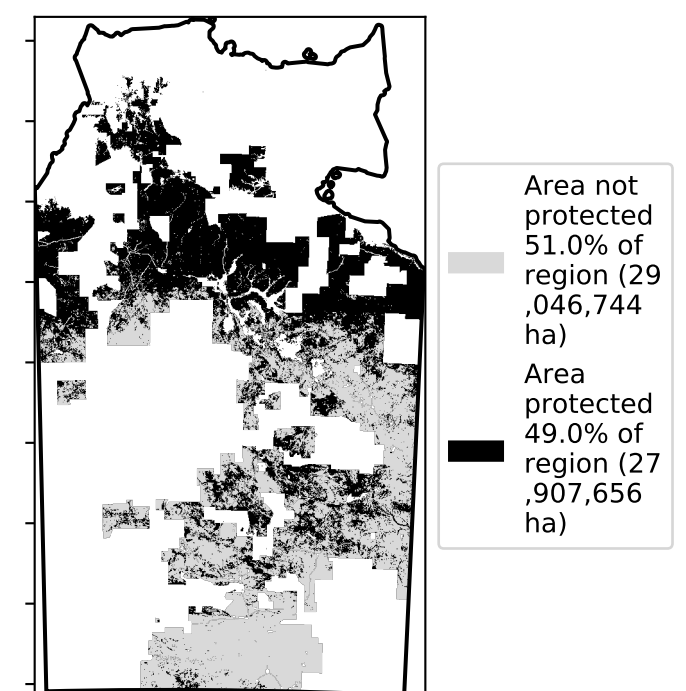 Area not
protected
51.0% of
region (29
,046,744
ha)
Area
protected
49.0% of
region (27
,907,656
ha)